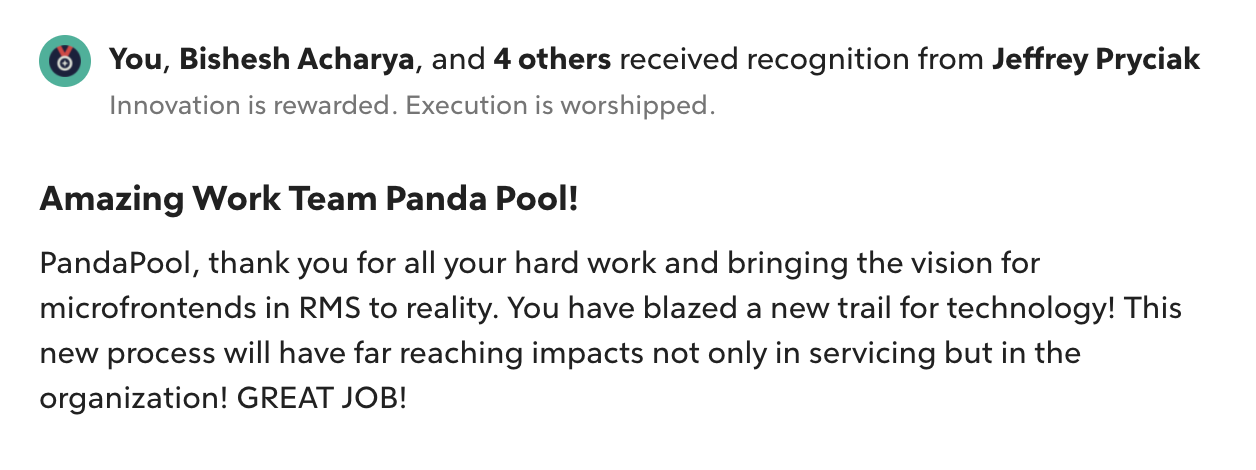 You, Bishesh Acharya, and 4 others received recognition from Jeffrey Pryciak
Innovation is rewarded. Execution is worshipped.
Amazing Work Team Panda Pool!
PandaPool, thank you for all your hard work and bringing the vision for
microfrontends in RMS to reality. You have blazed a new trail for technology! This
new process will have far reaching impacts not only in servicing but in the
organization! GREAT JOB!